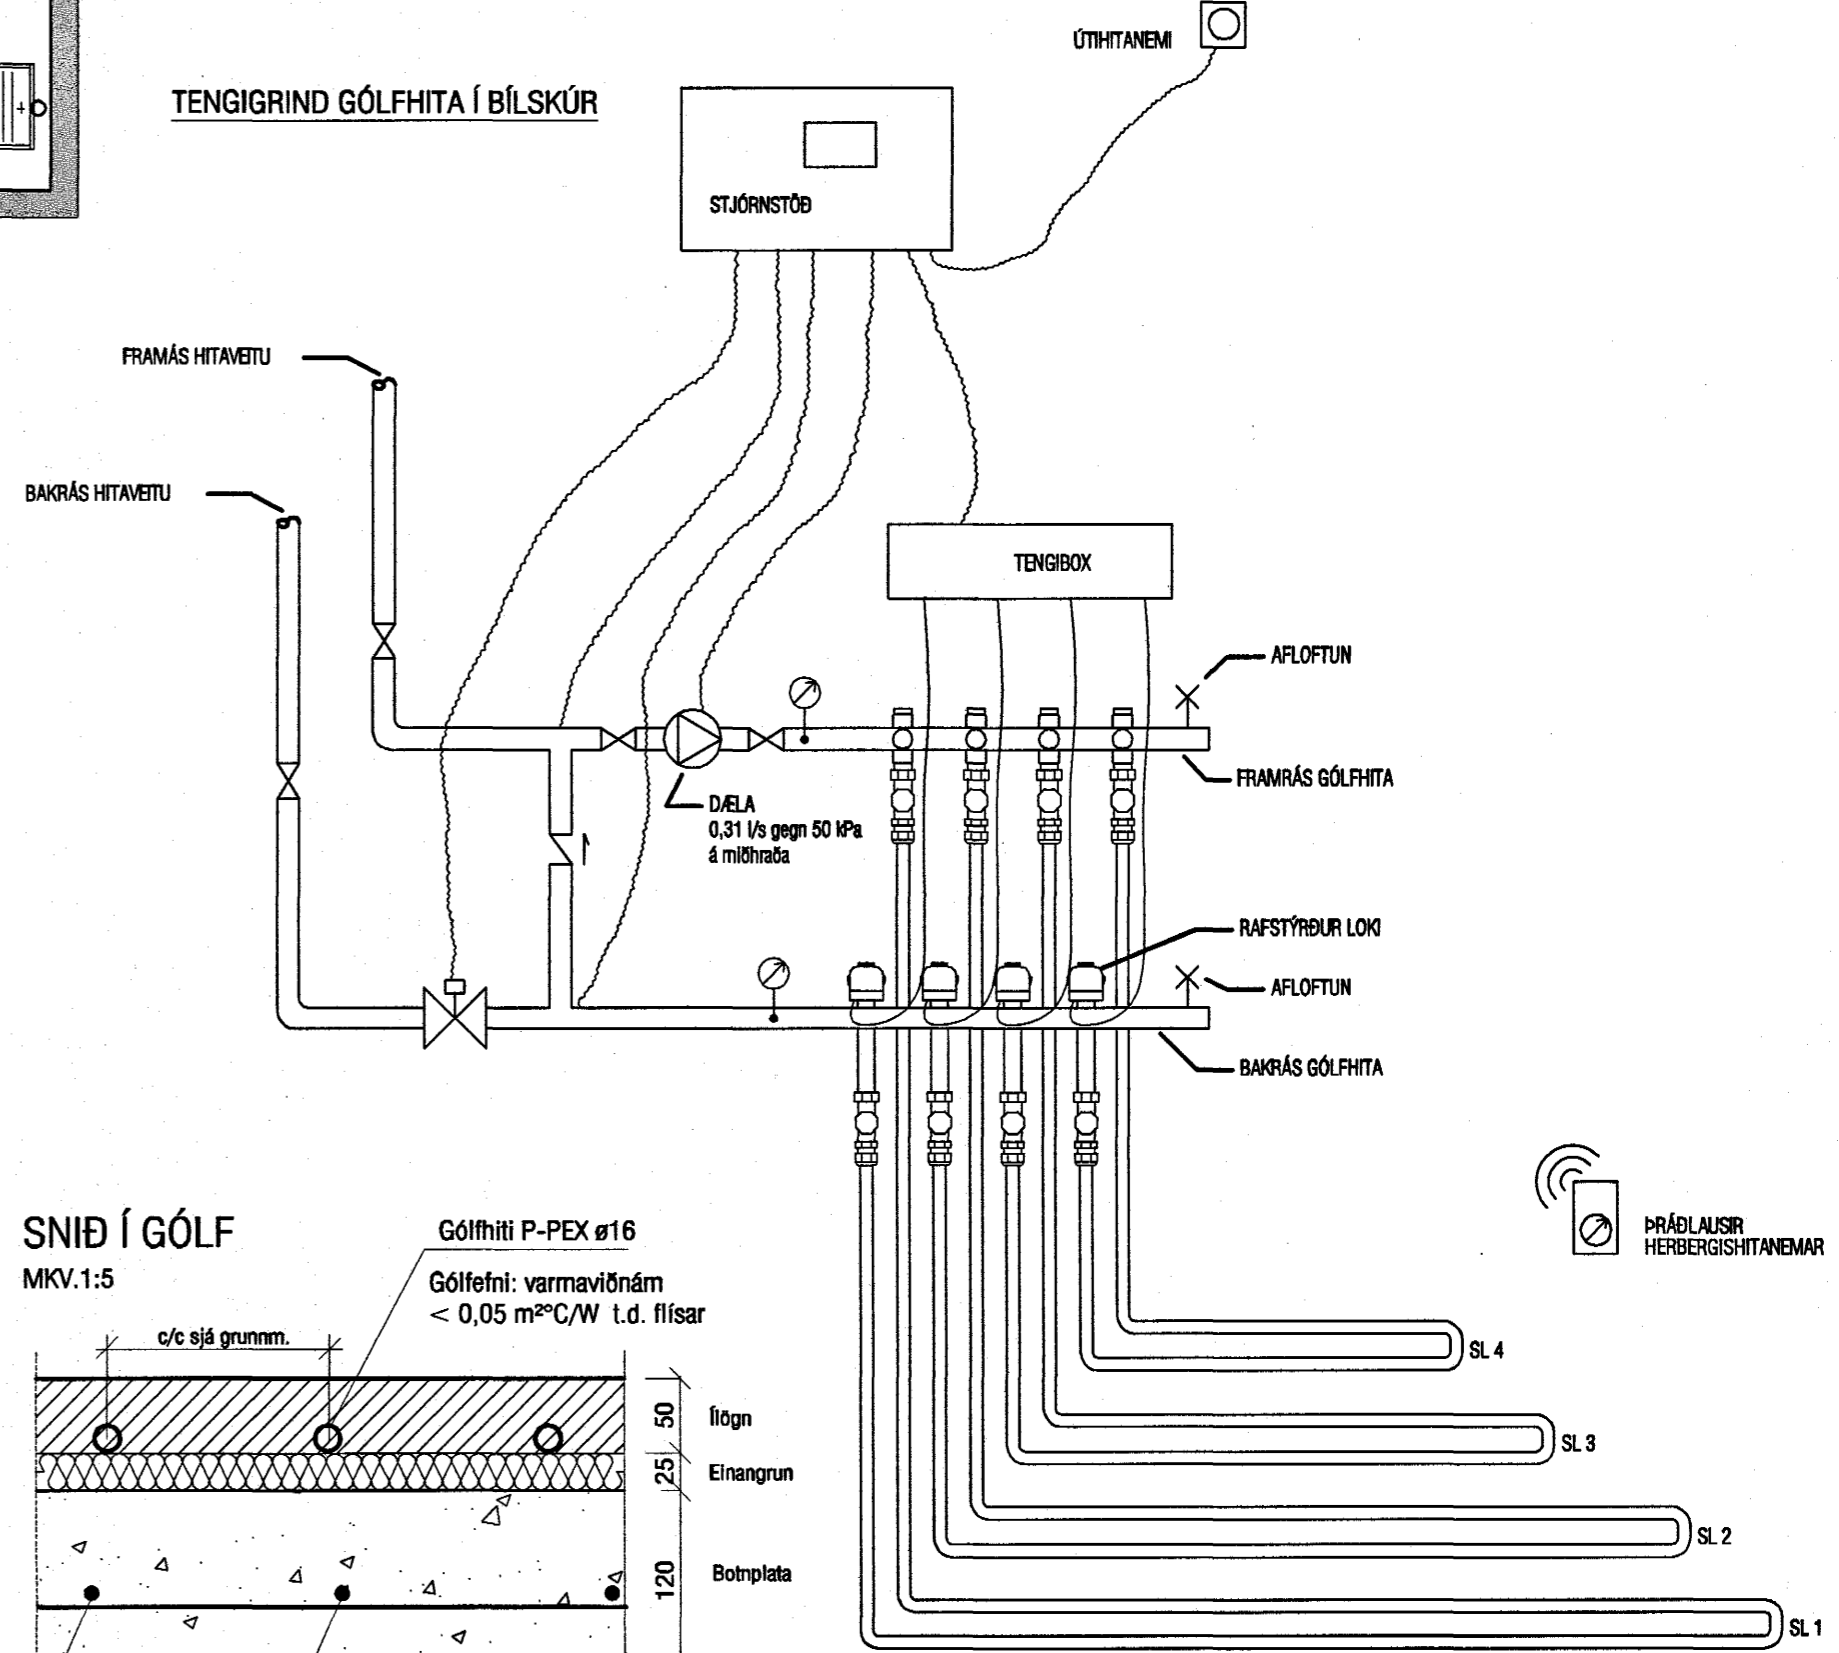 ÚTIHITANEMI
TENGIGRIND GÓLFHITA Í BÍLSKÚR
STJÓRNSTÖÐ
FRAMÁS HITAVEITU
BAKRÁS HITAVEITU
TENGIBOX
AFLOFTUN
FRAMRÁS GÓLFHITA
DÆLA
0,31 l/s gegn 50 kPa
á miðhraða
RAFSTÝRÐUR LOKI
AFLOFTUN
BAKRÁS GÓLFHITA
ÞRÁÐLAUSIR
HERBERGISHITANEMAR
SNIÐ Í GÓLF
MKV.1:5
Gólfhiti P-PEX ø16
Gólfefni: varmaviðnám
< 0,05 m²°C/W t.d. flísar
c/c sjá grunnm.
50
Ílögn
25
Einangrun
120
Botnplata
SL 4
SL 3
SL 2
SL 1